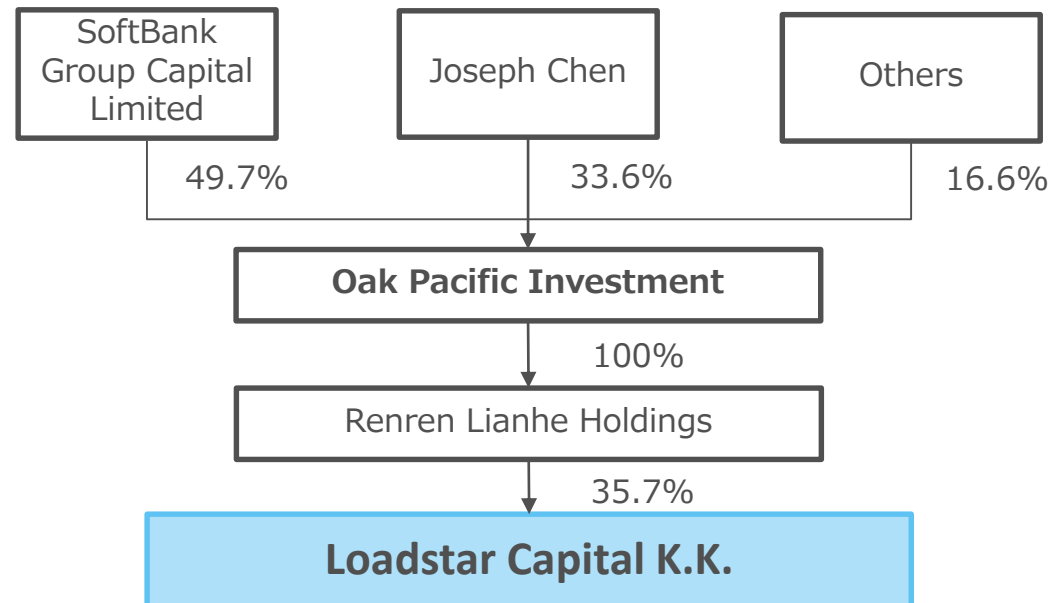 SoftBank
Group Capital
Limited
Joseph Chen
Others
49.7%
33.6%
16.6%
Oak Pacific Investment
100%
Renren Lianhe Holdings
35.7%
Loadstar Capital K.K.